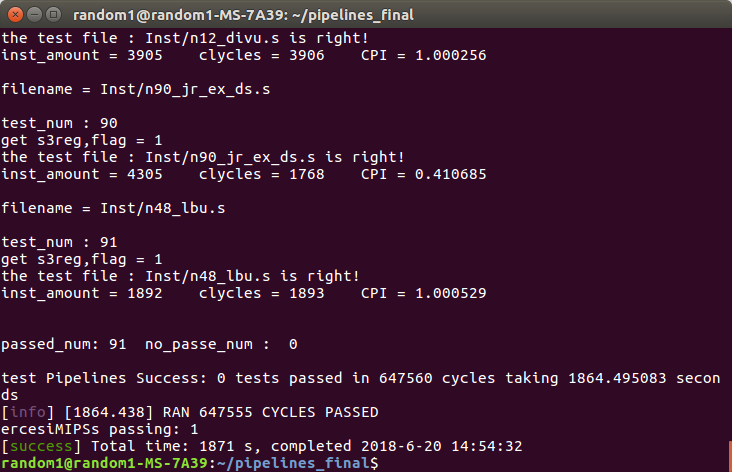 random1@random1-MS-7A39: ~/pipelines_final
the test file : Inst/n12_divu.s is right!
inst_amount = 3905    clycles = 3906    CPI = 1.000256
filename = Inst/n90_jr_ex_ds.s
test_num : 90
get s3reg,flag = 1
the test file : Inst/n90_jr_ex_ds.s is right!
inst_amount = 4305    clycles = 1768    CPI = 0.410685
filename = Inst/n48_lbu.s
test_num : 91
get s3reg,flag = 1
the test file : Inst/n48_lbu.s is right!
inst_amount = 1892    clycles = 1893    CPI = 1.000529
passed_num: 91  no_passe_num :  0
test Pipelines Success: 0 tests passed in 647560 cycles taking 1864.495083 secon
ds
[info] [1864.438] RAN 647555 CYCLES PASSED
ercesiMIPSs passing: 1
[success] Total time: 1871 s, completed 2018-6-20 14:54:32
random1@random1-MS-7A39:~/pipelines_final$